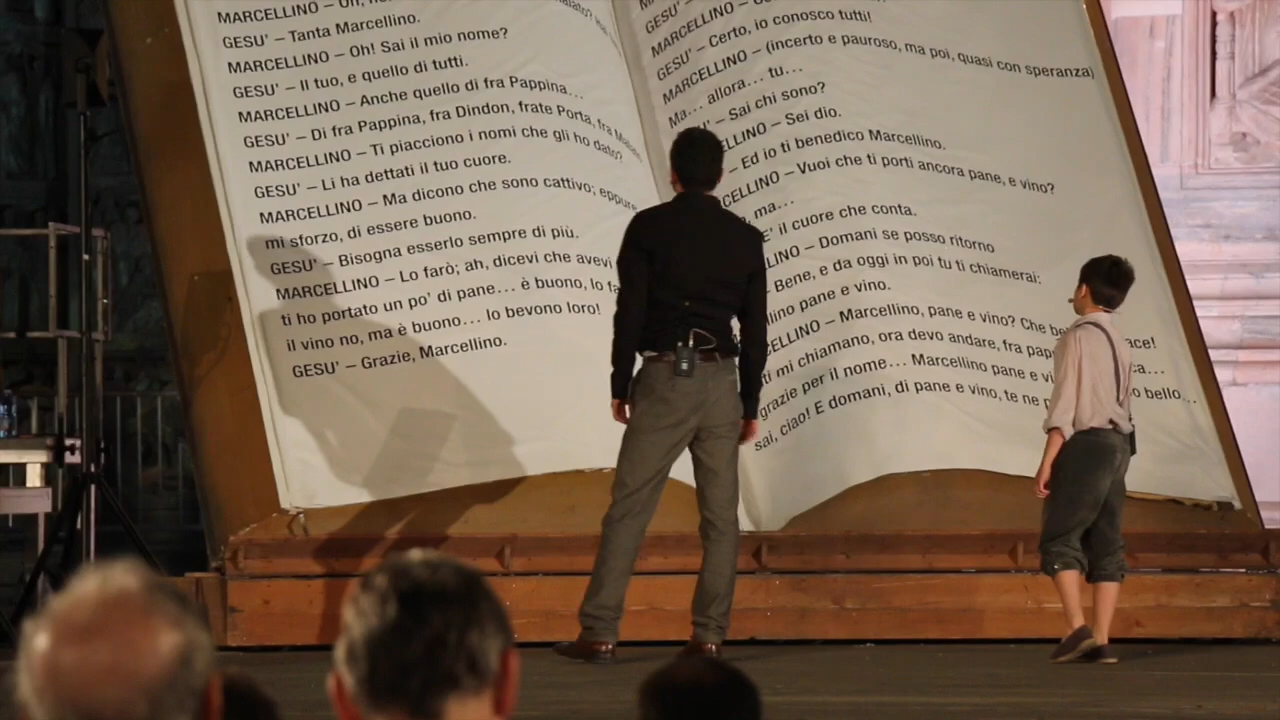 MARCELLINO – Oh,
GESU' – Tanta Marcellino.
MARCELLINO – Oh! Sai il mio nome?
GESU' – Il tuo, e quello di tutti.
MARCELLINO – Anche quello di fra Pappina…
GESU' – Di fra Pappina, fra Dindon, frate Porta, fra
MARCELLINO – Ti piacciono i nomi che gli ho dato?
GESU' – Li ha dettati il tuo cuore.
MARCELLINO – Ma dicono che sono cattivo; eppure
mi sforzo, di essere buono.
GESU' – Bisogna esserlo sempre di più.
MARCELLINO – Lo farò; ah, dicevi che avevi
ti ho portato un po' di pane… è buono, lo
il vino no, ma è buono… lo bevono loro!
GESU' – Grazie, Marcellino.
GESU' –
MARCELLINO –
GESU' – Certo, io conosco tutti!
MARCELLINO – (incerto e pauroso, ma poi, quasi con speranza)
Ma… allora… tu…
– Sai chi sono?
– Sei dio.
– Ed io ti benedico Marcellino.
– Vuoi che ti porti ancora pane, e vino?
ma…
E' il cuore che conta.
– Domani se posso ritorno
Bene, e da oggi in poi tu ti chiamerai:
pane e vino.
– Marcellino, pane e vino? Che
mi chiamano, ora devo andare, fra
grazie per il nome… Marcellino pane e
bello…
sai, ciao! E domani, di pane e vino, te ne